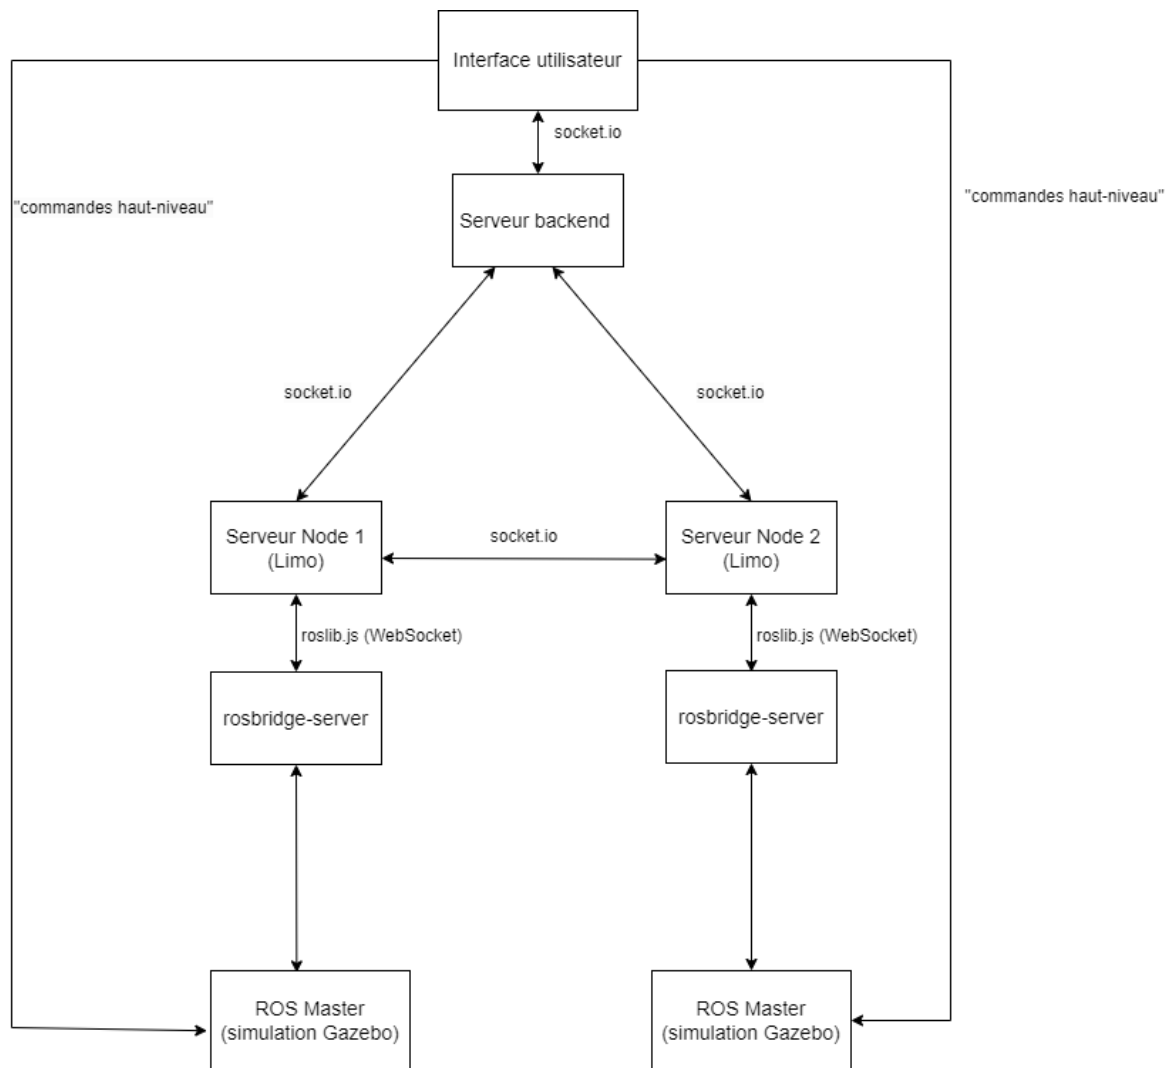 Interface utilisateur
socket.io
"commandes haut-niveau"
"commandes haut-niveau"
Serveur backend
socket.io
socket.io
Serveur Node 1
(Limo)
socket.io
Serveur Node 2
(Limo)
roslib.js (WebSocket)
roslib.js (WebSocket)
rosbridge-server
rosbridge-server
ROS Master
(simulation Gazebo)
ROS Master
(simulation Gazebo)